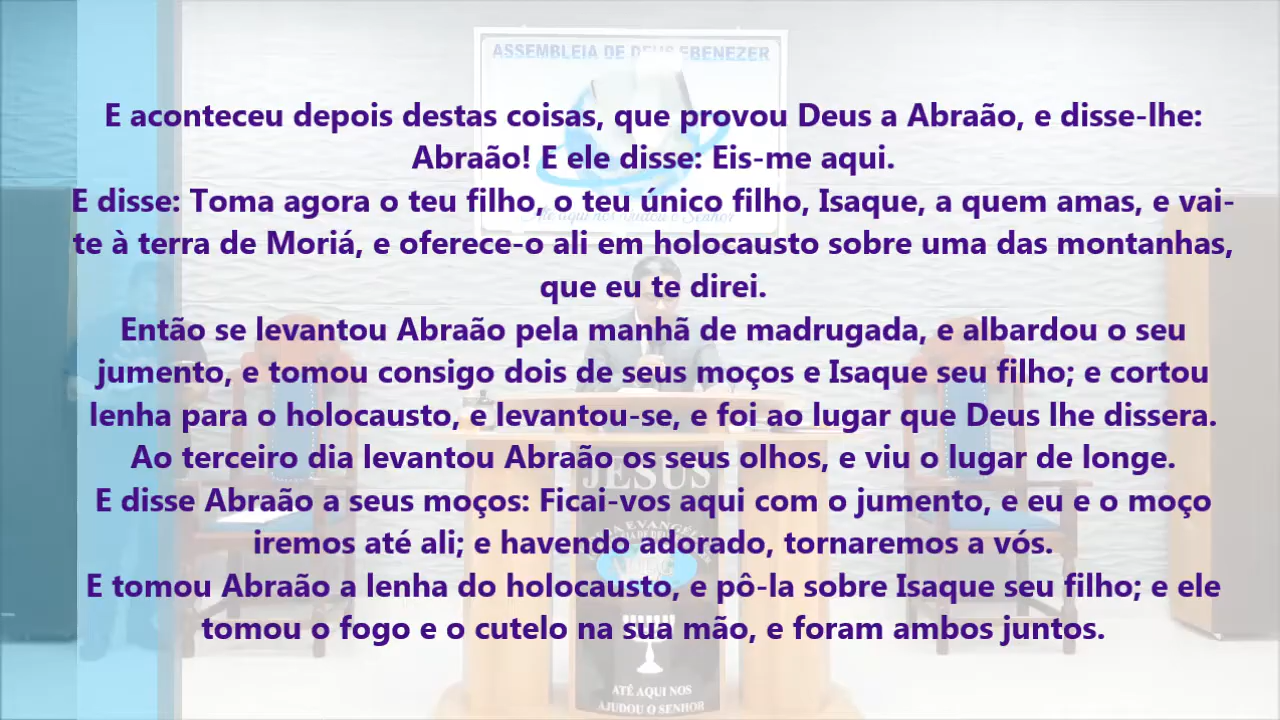 ASSEMBLEIA DE DEUS EBENEZER
E aconteceu depois destas coisas, que provou Deus a Abraão, e disse-lhe:
Abraão! E ele disse: Eis-me aqui.
E disse: Toma agora o teu filho, o teu único filho, Isaque, a quem amas, e vai-
te à terra de Moriá, e oferece-o ali em holocausto sobre uma das montanhas,
que eu te direi.
Então se levantou Abraão pela manhã de madrugada, e albardou o seu
jumento, e tomou consigo dois de seus moços e Isaque seu filho; e cortou
lenha para o holocausto, e levantou-se, e foi ao lugar que Deus lhe dissera.
Ao terceiro dia levantou Abraão os seus olhos, e viu o lugar de longe.
E disse Abraão a seus moços: Ficai-vos aqui com o jumento, e eu e o moço
iremos até ali; e havendo adorado, tornaremos a vós.
E tomou Abraão a lenha do holocausto, e pô-la sobre Isaque seu filho; e ele
tomou o fogo e o cutelo na sua mão, e foram ambos juntos.
Até aqui nos ajudou o Senhor
JESUS
ATÉ AQUI NOS
AJUDOU O SENHOR